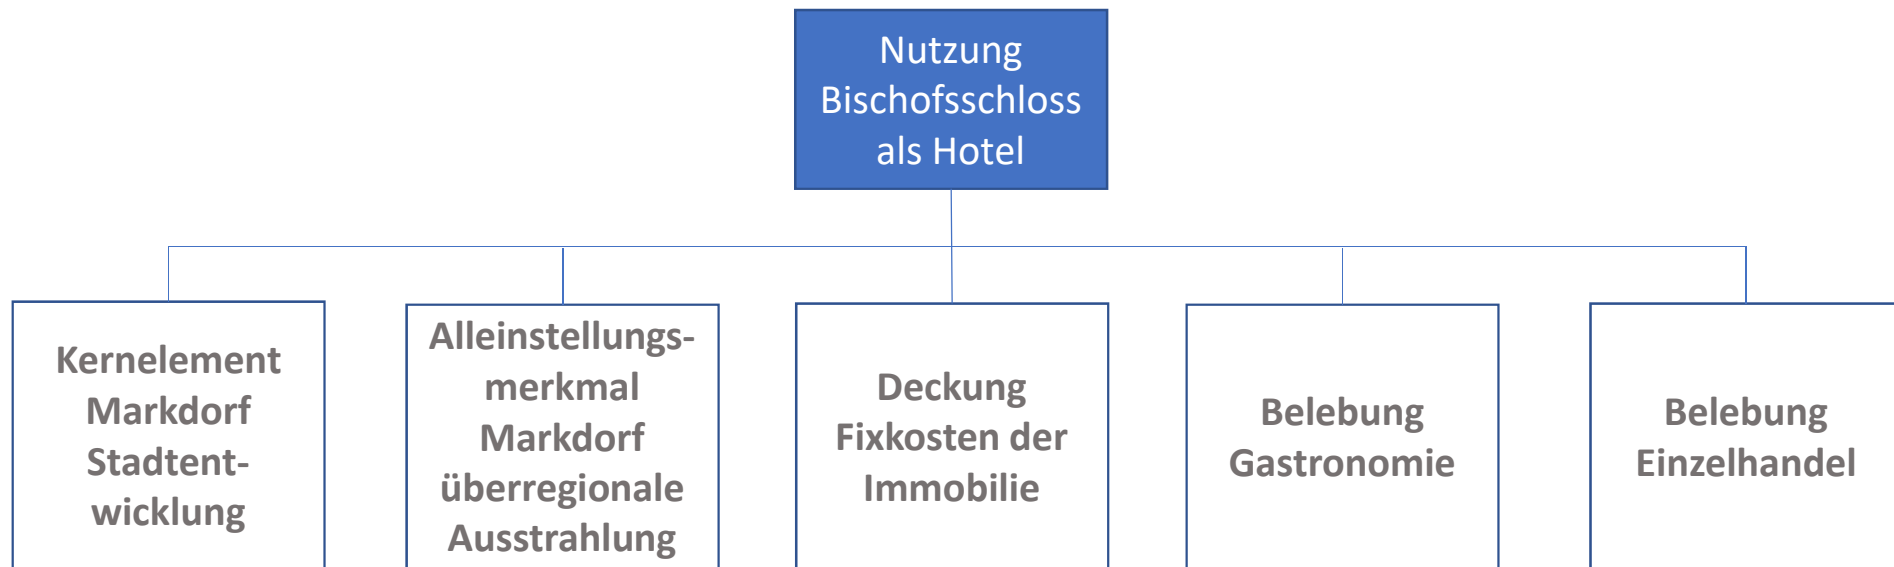 Nutzung
Bischofsschloss
als Hotel
Kernelement
Markdorf
Stadtent-
wicklung
Alleinstellungs-
merkmal
Markdorf
überregionale
Ausstrahlung
Deckung
Fixkosten der
Immobilie
Belebung
Gastronomie
Belebung
Einzelhandel